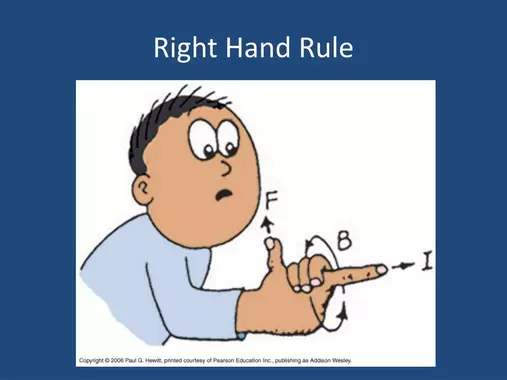 Right Hand Rule
F
B
I
Copyright © 2006 Paul G. Hewitt, printed courtesy of Pearson Education Inc., publishing as Addison Wesley.